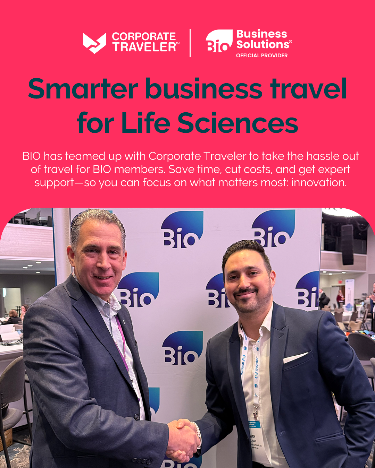 CORPORATE
TRAVELER
Bio
Business
Solutions®
OFFICIAL PROVIDER
Smarter business travel
for Life Sciences
BIO has teamed up with Corporate Traveler to take the hassle out
of travel for BIO members. Save time, cut costs, and get expert
support—so you can focus on what matters most: innovation.
Bio
Bio
Bio
Bio
Bio
Bio
Bio